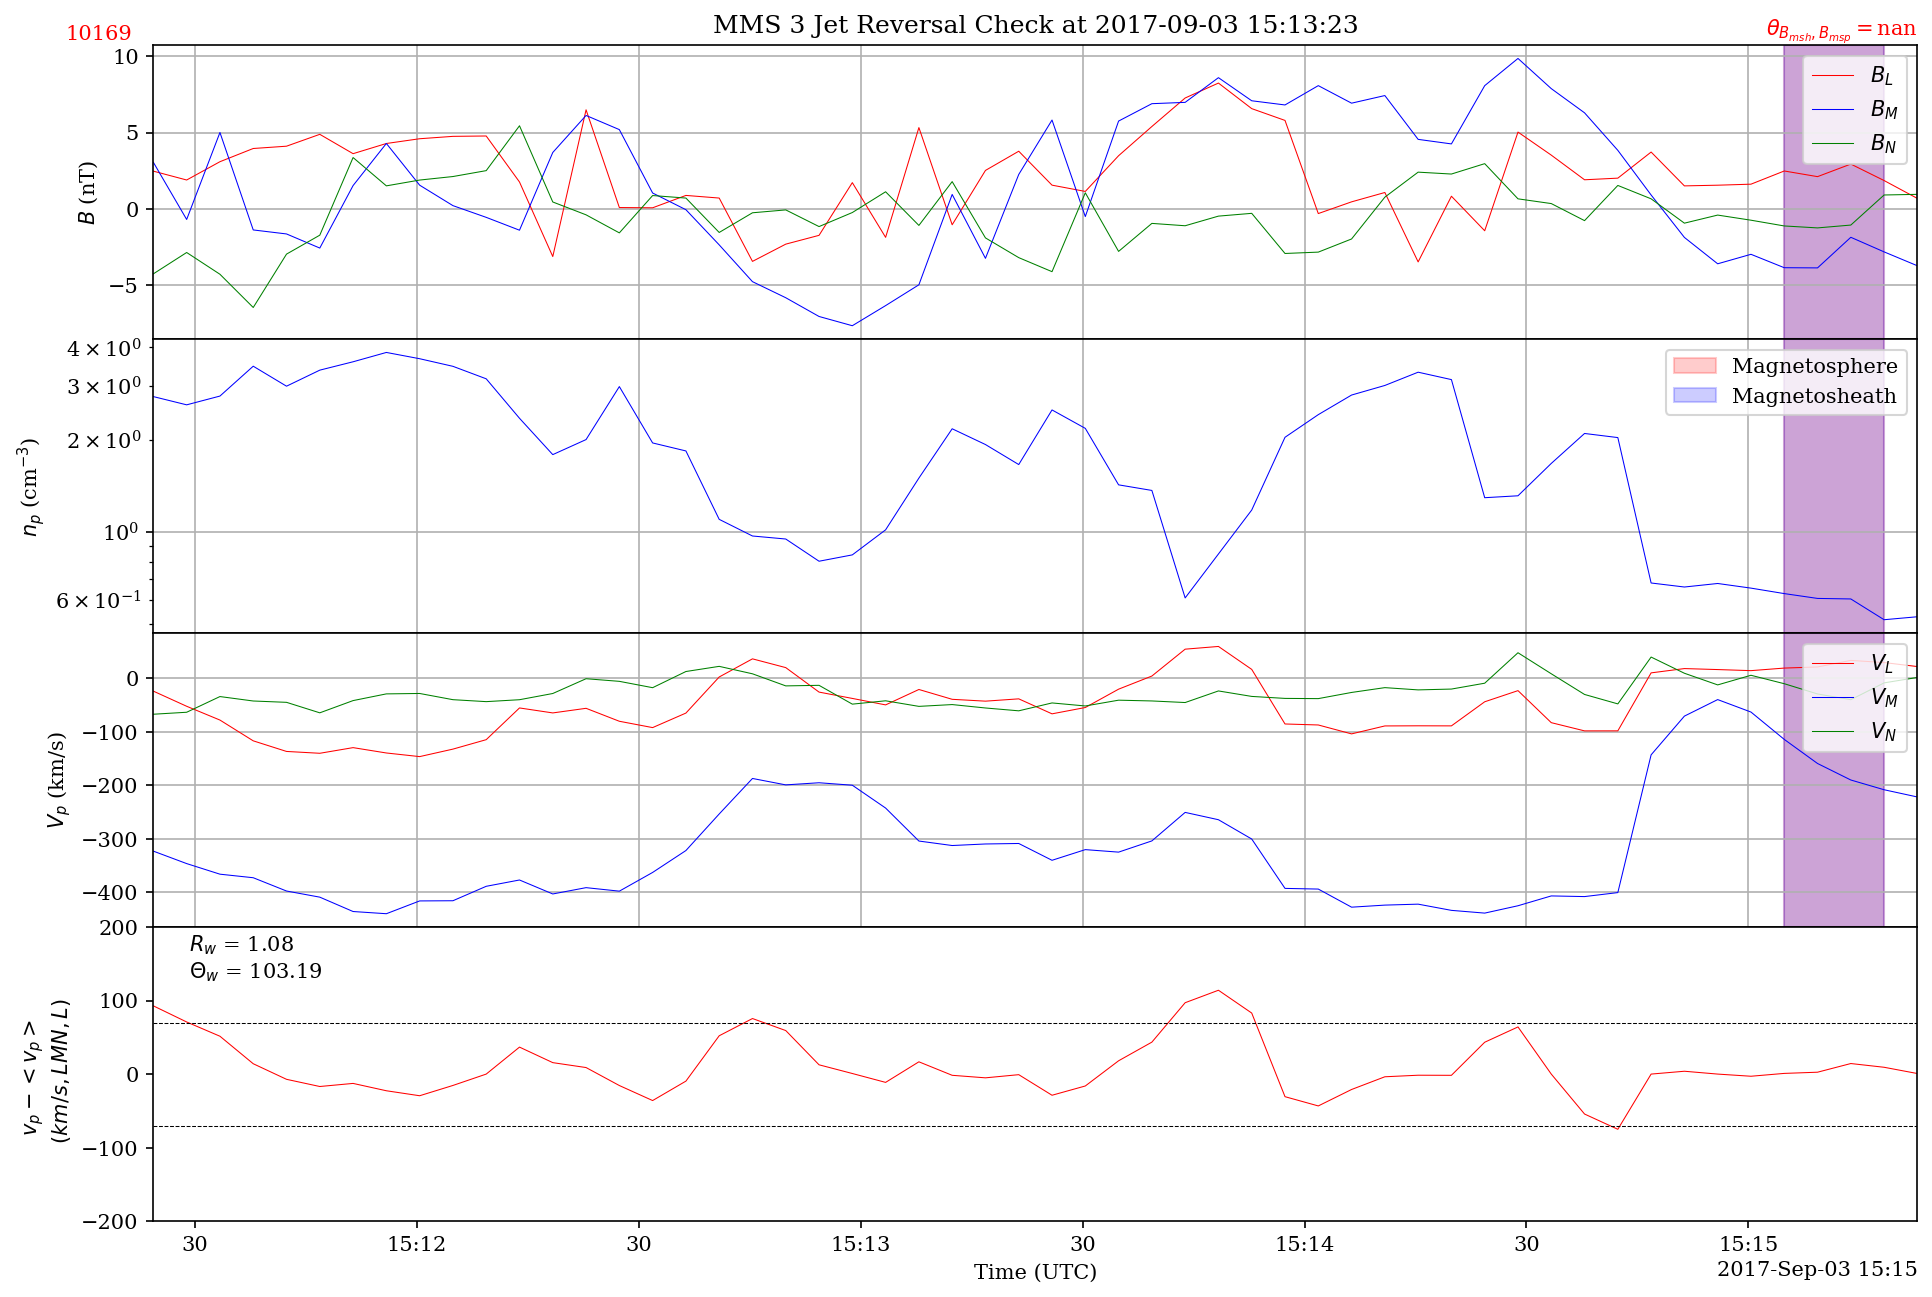 10169
MMS 3 Jet Reversal Check at 2017-09-03 15:13:23
θ_{B_{msh}, B_{msp}} = nan
10
5
0
−5
B (nT)
B_L
B_M
B_N
4 × 10^0
3 × 10^0
2 × 10^0
10^0
6 × 10^{−1}
n_p (cm^{−3})
Magnetosphere
Magnetosheath
0
−100
−200
−300
−400
V_p (km/s)
V_L
V_M
V_N
200
100
0
−100
−200
v_p − < v_p >
(km/s, LMN, L)
R_w = 1.08
Θ_w = 103.19
30
15:12
30
15:13
30
15:14
30
15:15
Time (UTC)
2017-Sep-03 15:15